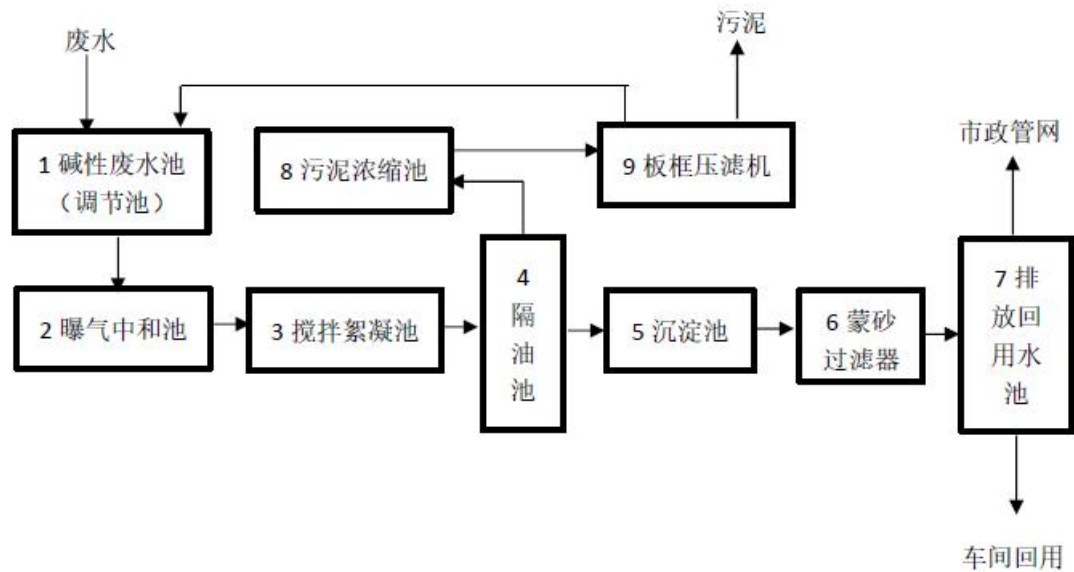 污泥
废水
市政管网
1 碱性废水池
（调节池）
8 污泥浓缩池
9 板框压滤机
2 曝气中和池
3 搅拌絮凝池
4
隔
油
池
5 沉淀池
6 蒙砂
过滤器
7 排
放回
用水
池
车间回用